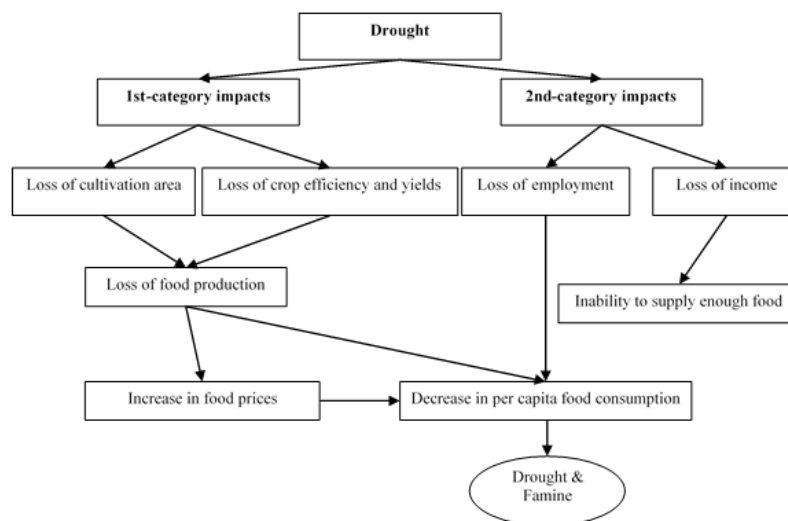 Drought
1st-category impacts
2nd-category impacts
Loss of cultivation area
Loss of crop efficiency and yields
Loss of employment
Loss of income
Loss of food production
Inability to supply enough food
Increase in food prices
Decrease in per capita food consumption
Drought &
Famine